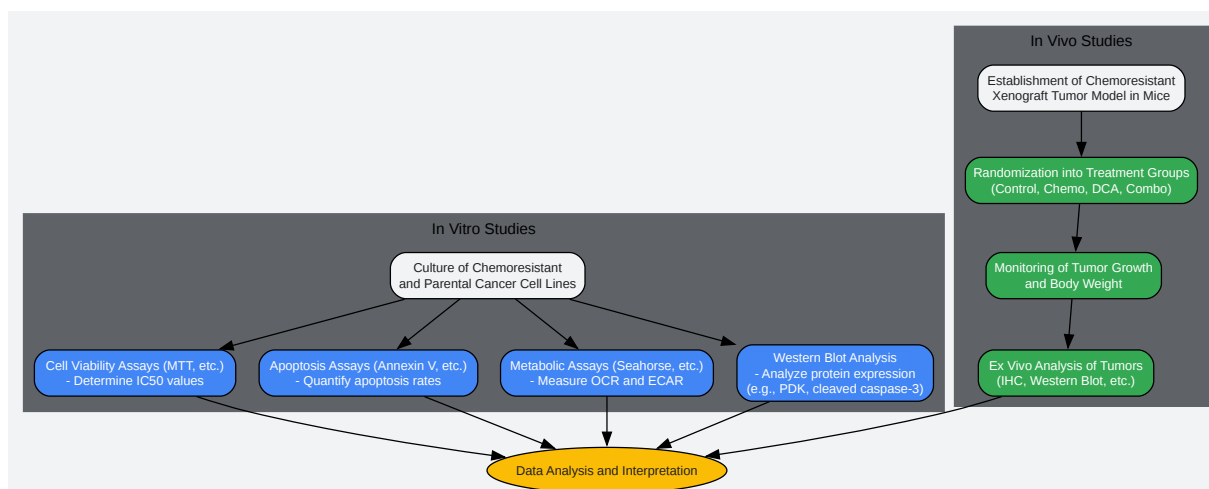 In Vivo Studies
Establishment of Chemoresistant
Xenograft Tumor Model in Mice
Randomization into Treatment Groups
(Control, Chemo, DCA, Combo)
Monitoring of Tumor Growth
and Body Weight
Ex Vivo Analysis of Tumors
(IHC, Western Blot, etc.)
In Vitro Studies
Culture of Chemoresistant
and Parental Cancer Cell Lines
Cell Viability Assays (MTT, etc.)
- Determine IC50 values
Apoptosis Assays (Annexin V, etc.)
- Quantify apoptosis rates
Metabolic Assays (Seahorse, etc.)
- Measure OCR and ECAR
Western Blot Analysis
- Analyze protein expression
(e.g., PDK, cleaved caspase-3)
Data Analysis and Interpretation